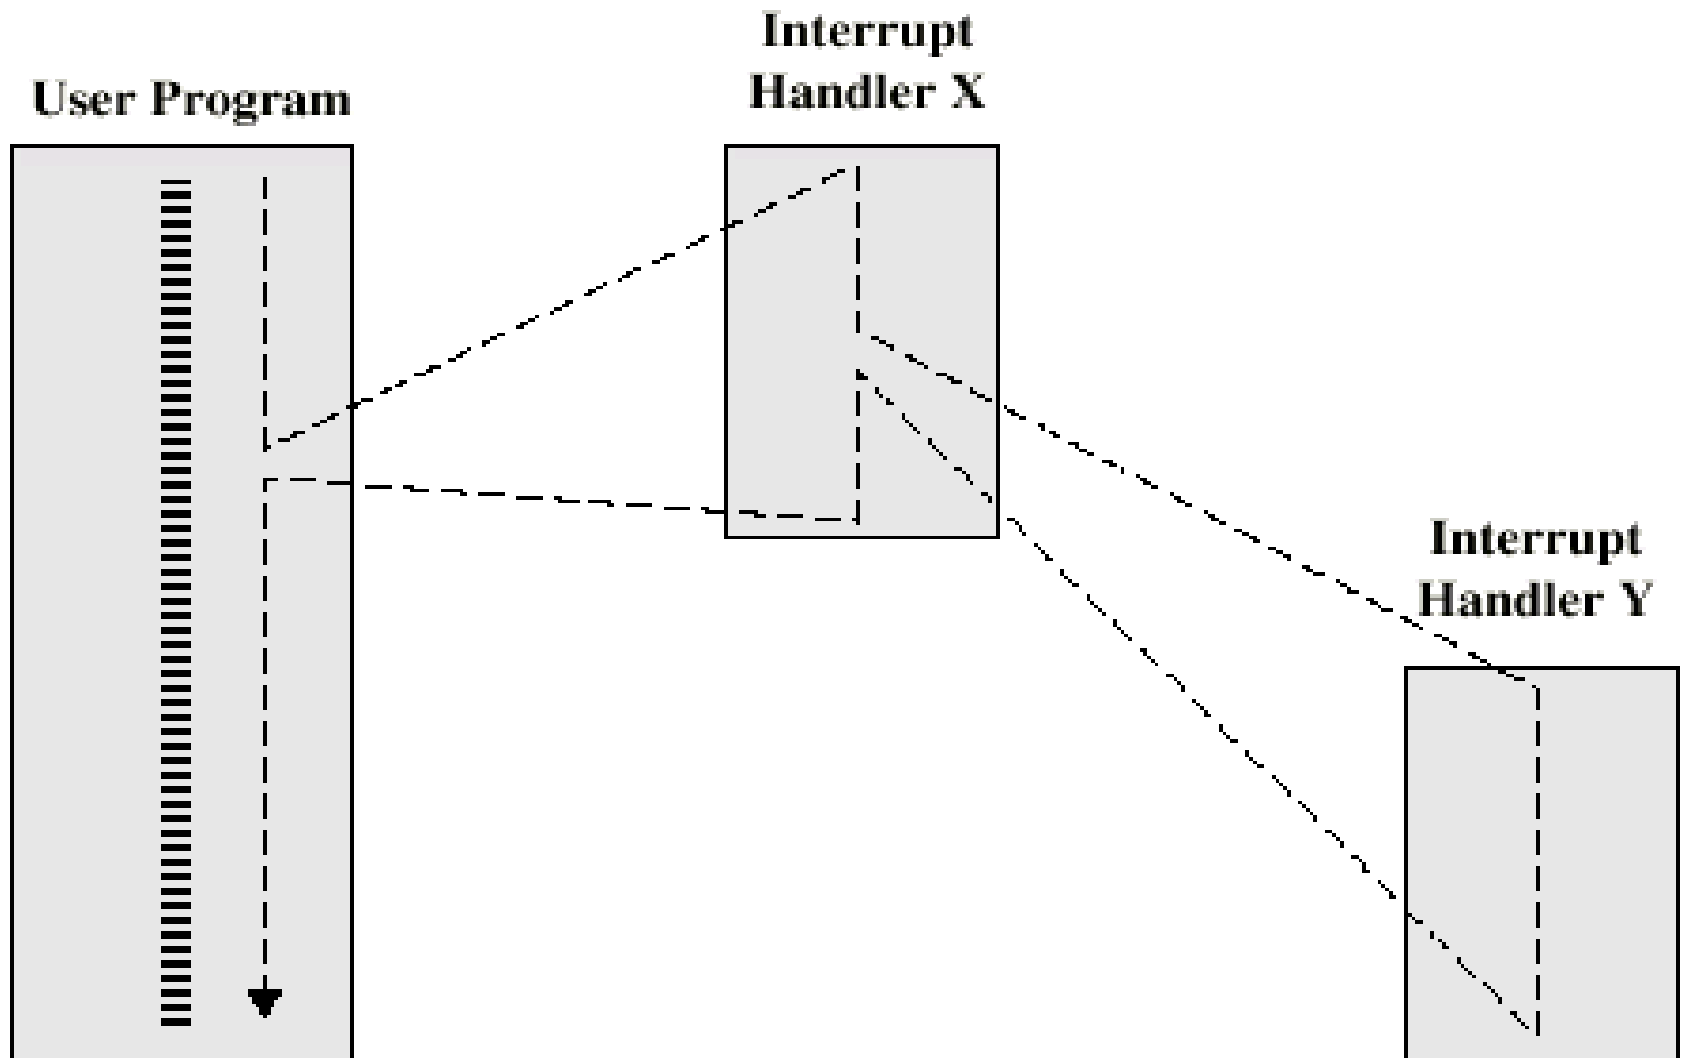 User Program
Interrupt
Handler X
Interrupt
Handler Y